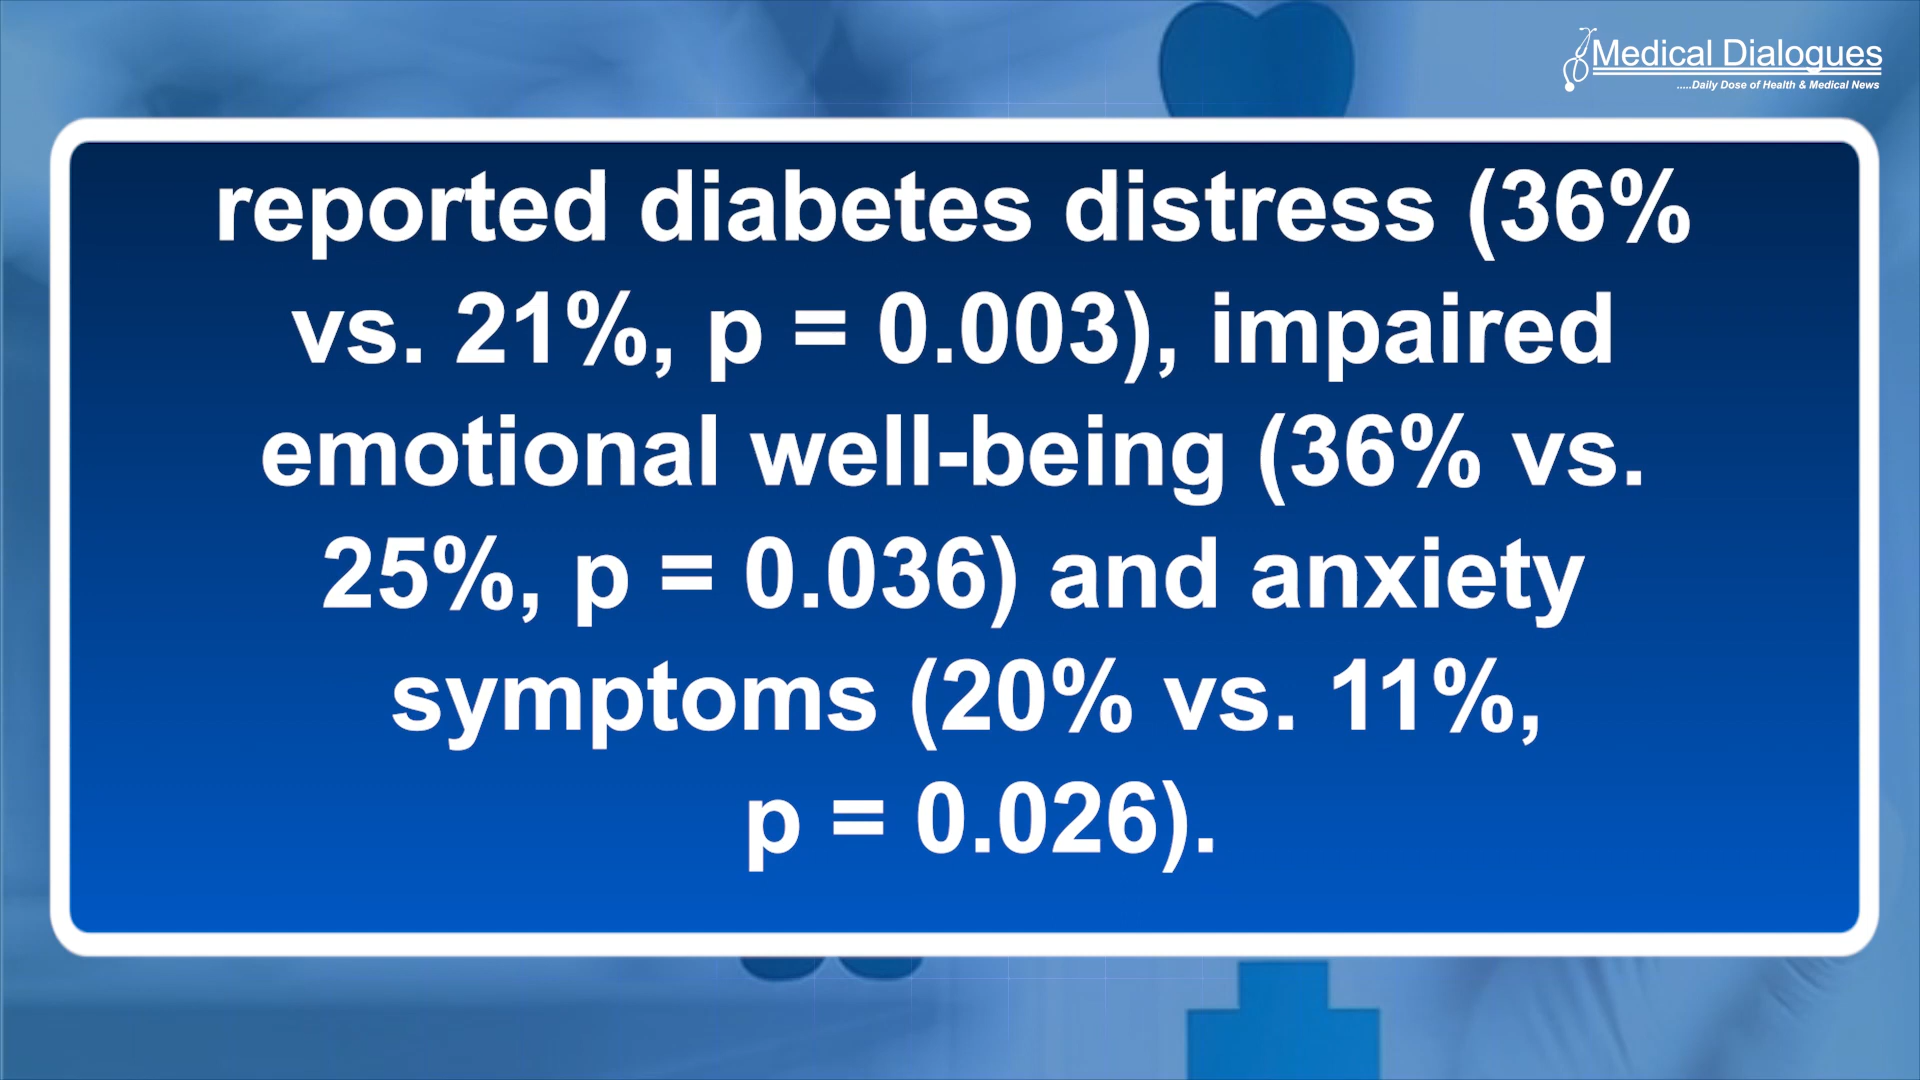 Medical Dialogues
.....Daily Dose of Health & Medical News
reported diabetes distress (36%
vs. 21%, p = 0.003), impaired
emotional well-being (36% vs.
25%, p = 0.036) and anxiety
symptoms (20% vs. 11%,
p = 0.026).